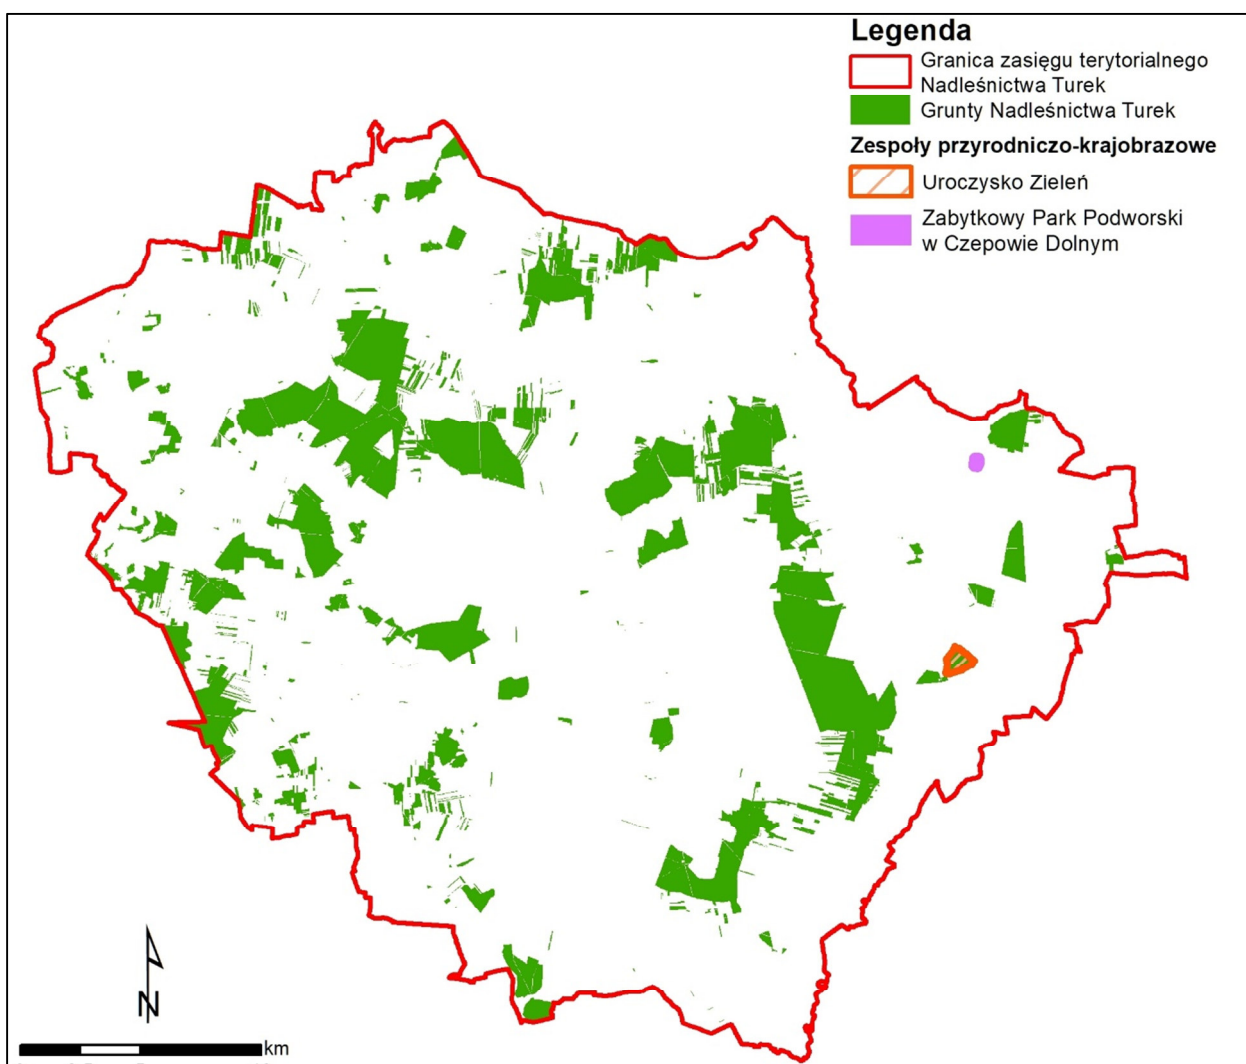 Legenda
Granica zasięgu terytorialnego
Nadleśnictwa Turek
Grunty Nadleśnictwa Turek
Zespoły przyrodniczo-krajobrazowe
Uroczysko Zieleń
Zabytkowy Park Podworski
w Czepowie Dolnym
N
km